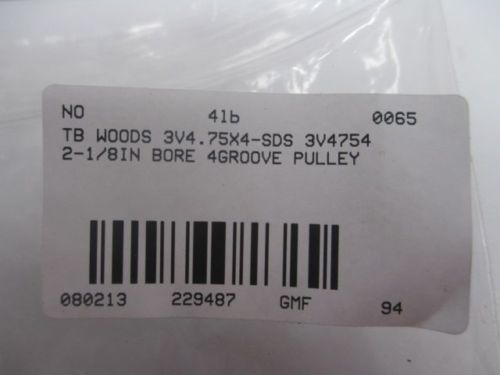 NO 4lb 0065
TB WOODS 3V4.75X4-SDS 3V4754
2-1/8IN BORE 4GROOVE PULLEY
080213 229487 GMF 94